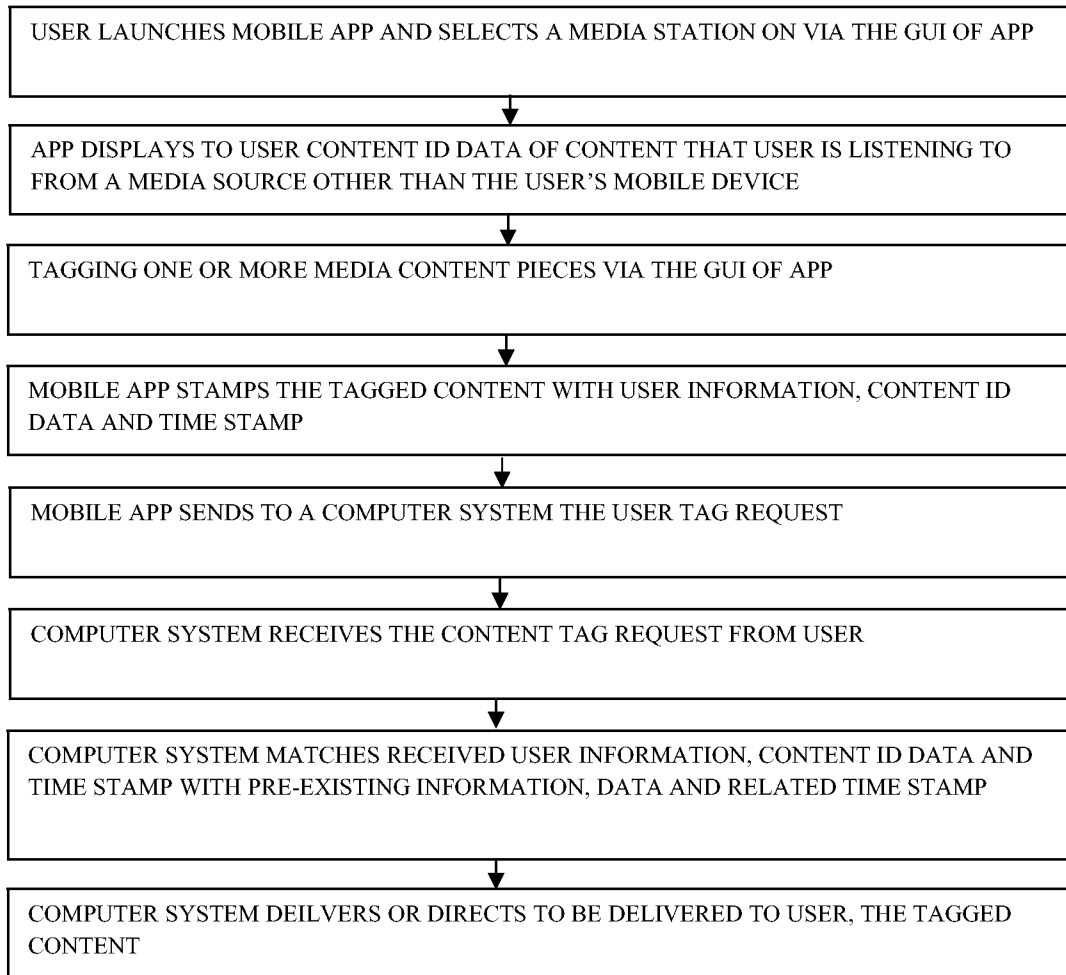 USER LAUNCHES MOBILE APP AND SELECTS A MEDIA STATION ON VIA THE GUI OF APP
APP DISPLAYS TO USER CONTENT ID DATA OF CONTENT THAT USER IS LISTENING TO
FROM A MEDIA SOURCE OTHER THAN THE USER’S MOBILE DEVICE
TAGGING ONE OR MORE MEDIA CONTENT PIECES VIA THE GUI OF APP
MOBILE APP STAMPS THE TAGGED CONTENT WITH USER INFORMATION, CONTENT ID
DATA AND TIME STAMP
MOBILE APP SENDS TO A COMPUTER SYSTEM THE USER TAG REQUEST
COMPUTER SYSTEM RECEIVES THE CONTENT TAG REQUEST FROM USER
COMPUTER SYSTEM MATCHES RECEIVED USER INFORMATION, CONTENT ID DATA AND
TIME STAMP WITH PRE-EXISTING INFORMATION, DATA AND RELATED TIME STAMP
COMPUTER SYSTEM DEILVERS OR DIRECTS TO BE DELIVERED TO USER, THE TAGGED
CONTENT